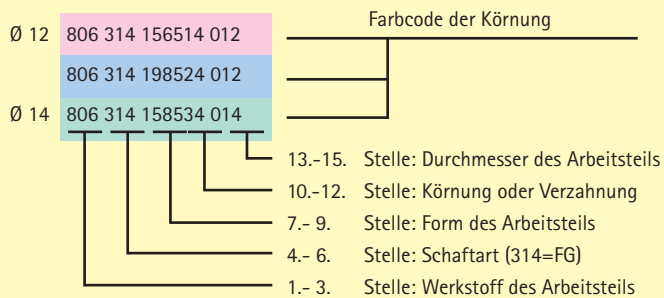 Farbcode der Körnung
Ø 12 806 314 156514 012
806 314 198524 012
Ø 14 806 314 158534 014
13.-15. Stelle: Durchmesser des Arbeitsteils
10.-12. Stelle: Körnung oder Verzahnung
7.- 9. Stelle: Form des Arbeitsteils
4.- 6. Stelle: Schaftart (314=FG)
1.- 3. Stelle: Werkstoff des Arbeitsteils